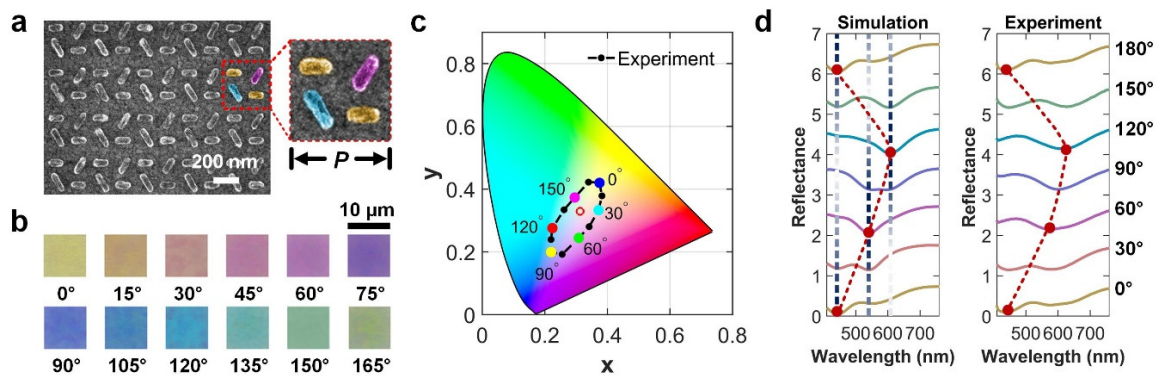 a
200 nm
P
b
10 µm
0° 15° 30° 45° 60° 75°
90° 105° 120° 135° 150° 165°
c
Experiment
y
0.8
0.6
0.4
0.2
0
0 0.2 0.4 0.6 0.8
x
150°
0°
120°
30°
90°
60°
d
Simulation
Experiment
Reflectance
7
6
5
4
3
2
1
0
500 600 700
Wavelength (nm)
Reflectance
7
6
5
4
3
2
1
0
500 600 700
Wavelength (nm)
180°
150°
120°
90°
60°
30°
0°